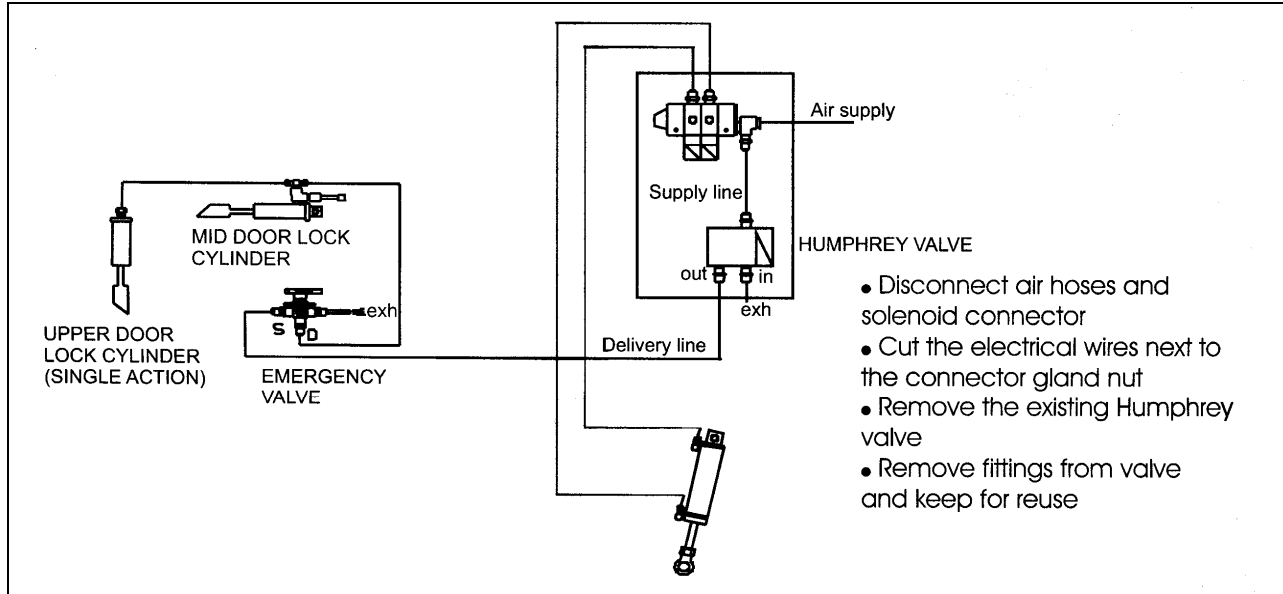 Air supply
Supply line
HUMPHREY VALVE
out
in
exh
MID DOOR LOCK
CYLINDER
UPPER DOOR
LOCK CYLINDER
(SINGLE ACTION)
S
D
exh
EMERGENCY
VALVE
Delivery line
• Disconnect air hoses and
solenoid connector
• Cut the electrical wires next to
the connector gland nut
• Remove the existing Humphrey
valve
• Remove fittings from valve
and keep for reuse